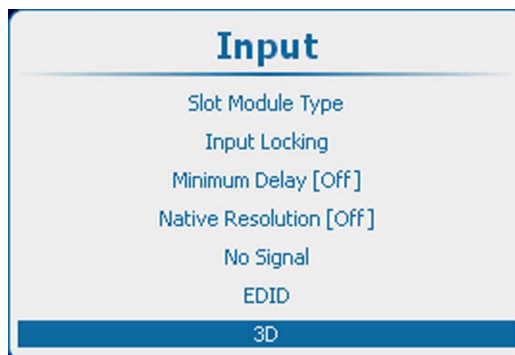 Input
Slot Module Type
Input Locking
Minimum Delay [Off]
Native Resolution [Off]
No Signal
EDID
3D